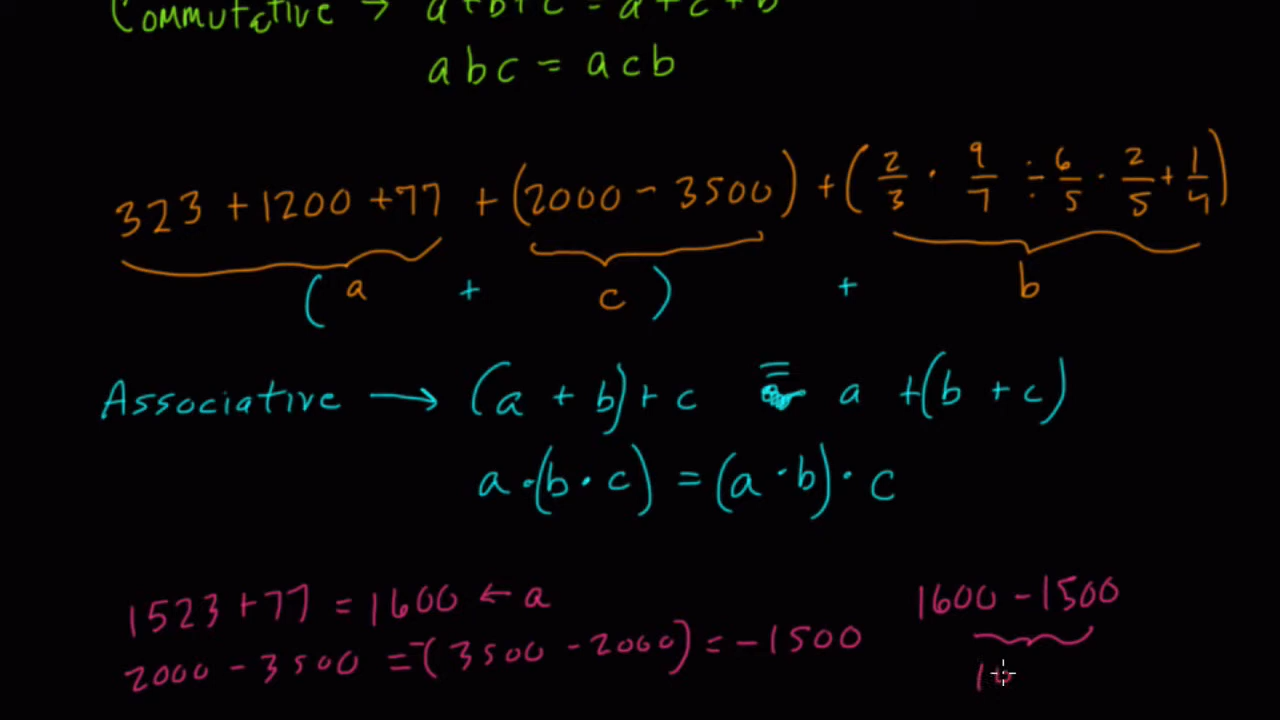 Commutative → a+b+c = a+c+b
abc = acb
323 + 1200 + 77 + (2000 - 3500) + (2/3 · 9/7 ÷ 6/5 · 2/5 + 1/4)
(a + c) + b
Associative → (a + b) + c = a + (b + c)
a · (b · c) = (a · b) · c
1523 + 77 = 1600 ← a
2000 - 3500 = -(3500 - 2000) = -1500
1600 - 1500
10